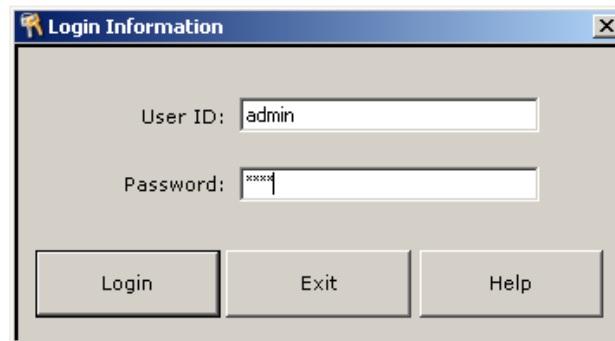 Login Information
User ID: admin
Password: ****
Login Exit Help